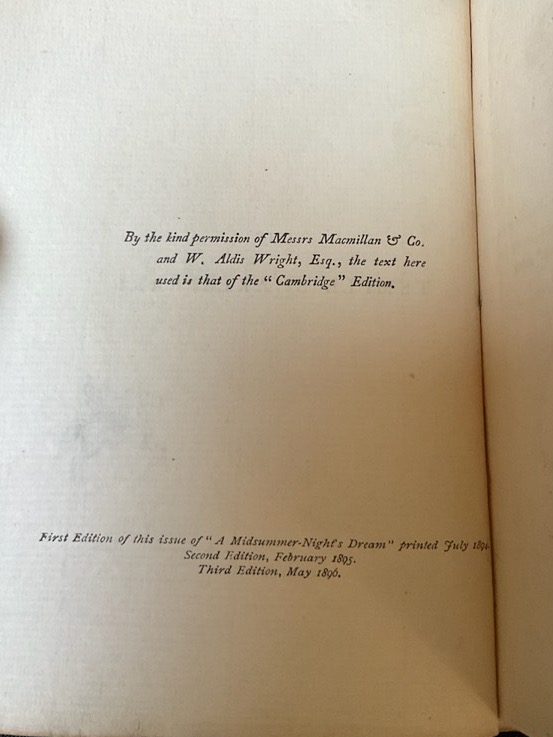 By the kind permission of Messrs Macmillan & Co.
and W. Aldis Wright, Esq., the text here
used is that of the “Cambridge” Edition.
First Edition of this issue of “A Midsummer-Night's Dream” printed July 1894.
Second Edition, February 1895.
Third Edition, May 1896.